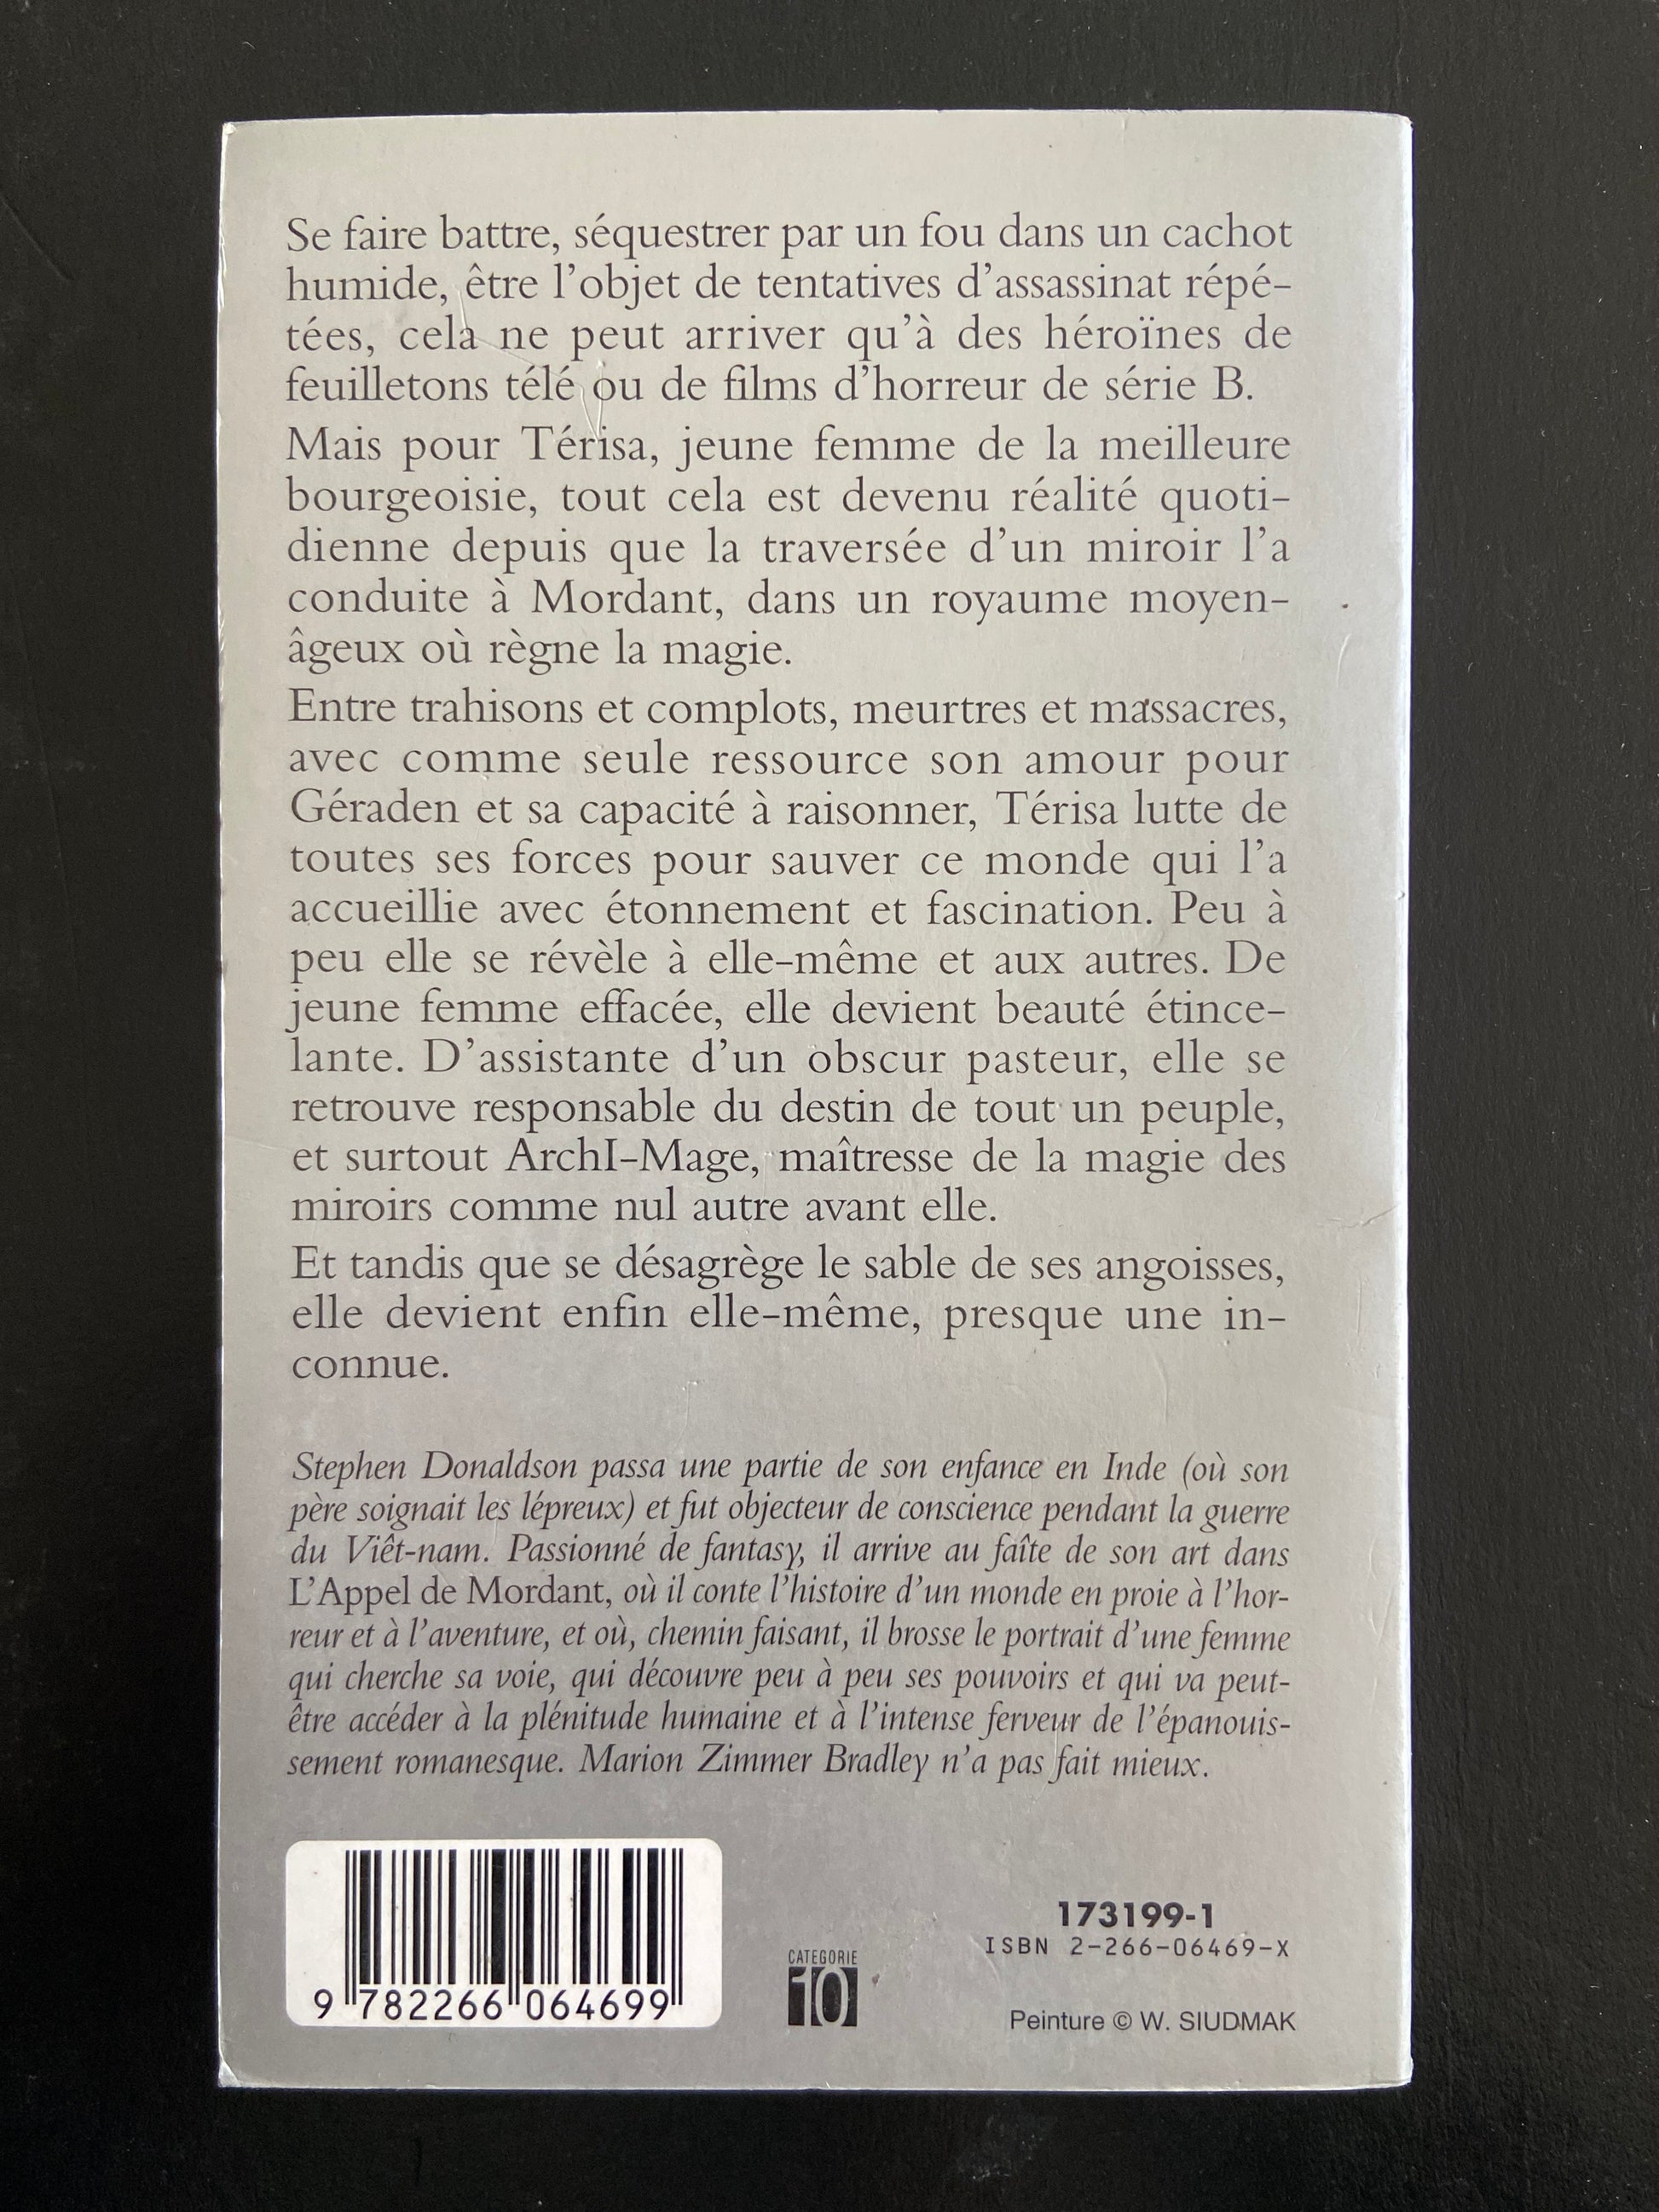 Se faire battre, séquestrer par un fou dans un cachot
humide, être l'objet de tentatives d'assassinat répé-
tées, cela ne peut arriver qu'à des héroïnes de
feuilletons télé ou de films d'horreur de série B.
Mais pour Térisa, jeune femme de la meilleure
bourgeoisie, tout cela est devenu réalité quoti-
dienne depuis que la traversée d'un miroir l'a
conduite à Mordant, dans un royaume moyen-
âgeux où règne la magie.
Entre trahisons et complots, meurtres et massacres,
avec comme seule ressource son amour pour
Géraden et sa capacité à raisonner, Térisa lutte de
toutes ses forces pour sauver ce monde qui l'a
accueillie avec étonnement et fascination. Peu à
peu elle se révèle à elle-même et aux autres. De
jeune femme effacée, elle devient beauté étince-
lante. D'assistante d'un obscur pasteur, elle se
retrouve responsable du destin de tout un peuple,
et surtout ArchI-Mage, maîtresse de la magie des
miroirs comme nul autre avant elle.
Et tandis que se désagrège le sable de ses angoisses,
elle devient enfin elle-même, presque une in-
connue.
Stephen Donaldson passa une partie de son enfance en Inde (où son
père soignait les lépreux) et fut objecteur de conscience pendant la guerre
du Viêt-nam. Passionné de fantasy, il arrive au faîte de son art dans
L'Appel de Mordant, où il conte l'histoire d'un monde en proie à l'hor-
reur et à l'aventure, et où, chemin faisant, il brosse le portrait d'une femme
qui cherche sa voie, qui découvre peu à peu ses pouvoirs et qui va peut-
être accéder à la plénitude humaine et à l'intense ferveur de l'épanouis-
sement romanesque. Marion Zimmer Bradley n'a pas fait mieux.
9 782266 064699
CATEGORIE
10
173199-1
ISBN 2-266-06469-X
Peinture © W. SIUDMAK